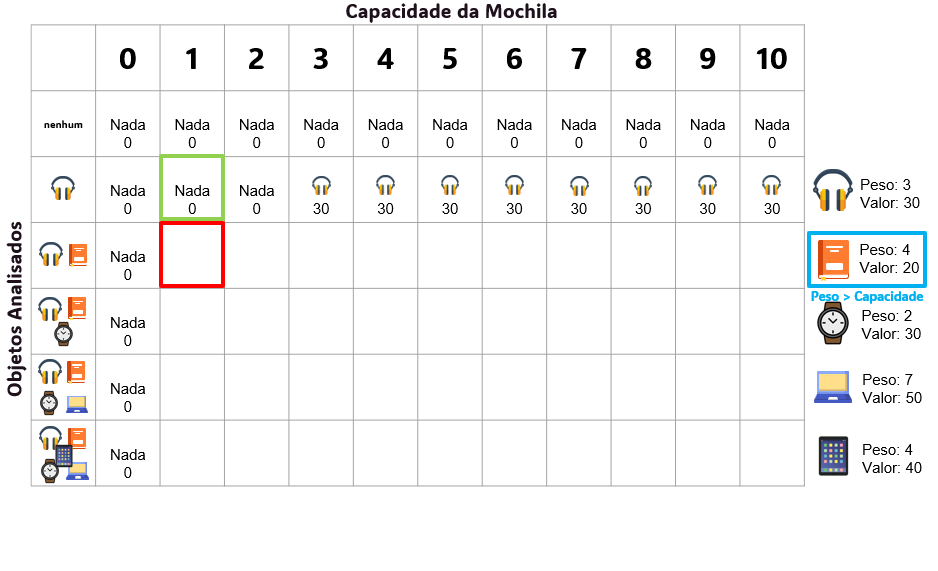 Capacidade da Mochila
0 1 2 3 4 5 6 7 8 9 10
nenhum
Nada Nada Nada Nada Nada Nada Nada Nada Nada Nada Nada
0 0 0 0 0 0 0 0 0 0 0
Nada Nada Nada
0 0 0 30 30 30 30 30 30 30 30
Peso: 3
Valor: 30
Objetos Analisados
Nada
0
Peso: 4
Valor: 20
Peso > Capacidade
Nada
0
Peso: 2
Valor: 30
Nada
0
Peso: 7
Valor: 50
Nada
0
Peso: 4
Valor: 40